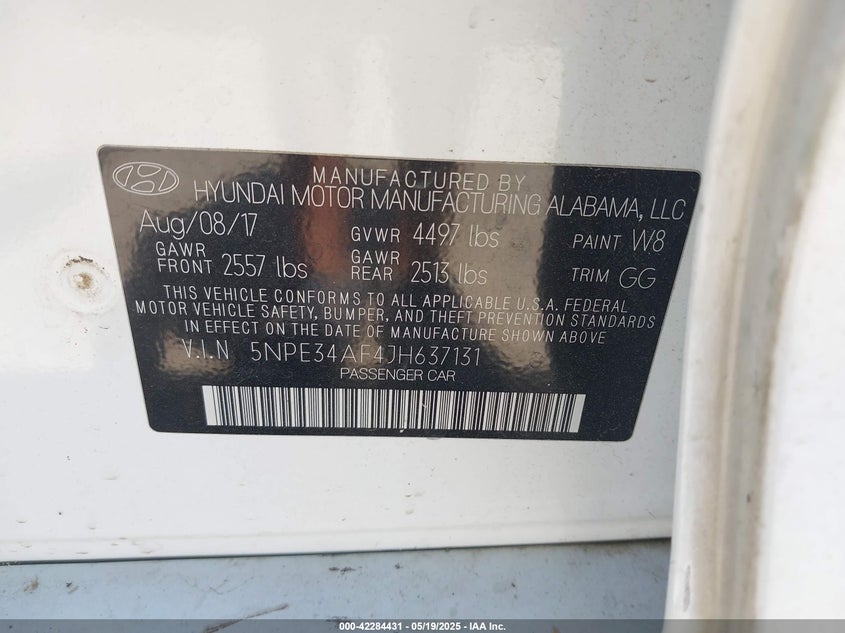 MANUFACTURED BY
HYUNDAI MOTOR MANUFACTURING ALABAMA, LLC
Aug/08/17 GVWR 4497 lbs PAINT W8
GAWR FRONT 2557 lbs GAWR REAR 2513 lbs TRIM GG
THIS VEHICLE CONFORMS TO ALL APPLICABLE U.S.A. FEDERAL
MOTOR VEHICLE SAFETY, BUMPER, AND THEFT PREVENTION STANDARDS
IN EFFECT ON THE DATE OF MANUFACTURE SHOWN ABOVE
V.I.N 5NPE34AF4JH637131
PASSENGER CAR
000-42284431 - 05/19/2025 - IAA Inc.